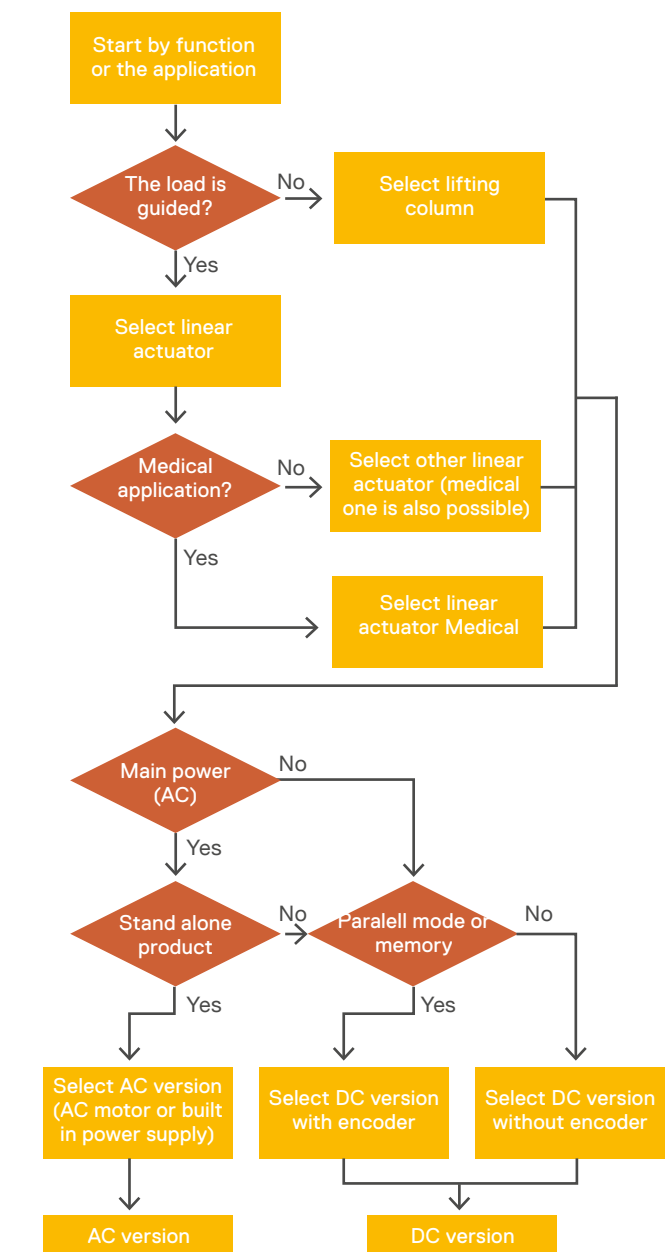 Start by function
or the application
The load is
guided?
No
Select lifting
column
Yes
Select linear
actuator
Medical
application?
No
Select other linear
actuator (medical
one is also possible)
Yes
Select linear
actuator Medical
Main power
(AC)
No
Yes
Stand alone
product
No
Paralell mode or
memory
No
Yes
Yes
Select AC version
(AC motor or built
in power supply)
Select DC version
with encoder
Select DC version
without encoder
AC version
DC version